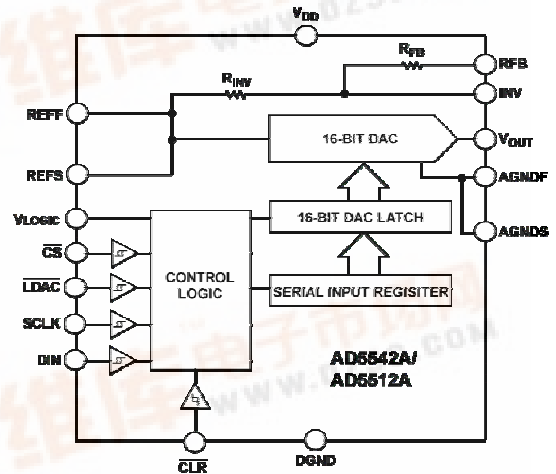 VDD
RFB
RFB
RINV
INV
REFF
16-BIT DAC
VOUT
REFS
AGNDF
VLOGIC
16-BIT DAC LATCH
AGNDS
CS
CONTROL
LOGIC
LDAC
SERIAL INPUT REGISITER
SCLK
DIN
AD5542A/
AD5512A
CLR
DGND